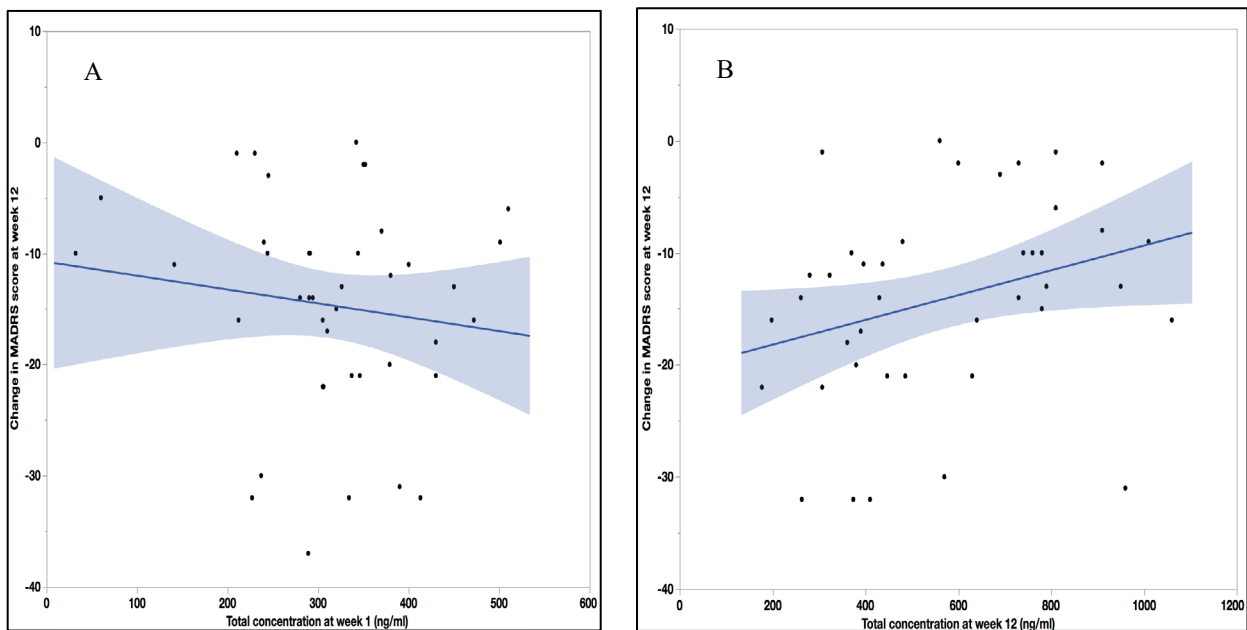 A
10
0
-10
-20
-30
-40
Change in MADRS score at week 12
0 100 200 300 400 500 600
Total concentration at week 1 (ng/ml)
B
10
0
-10
-20
-30
-40
Change in MADRS score at week 12
0 200 400 600 800 1000 1200
Total concentration at week 12 (ng/ml)